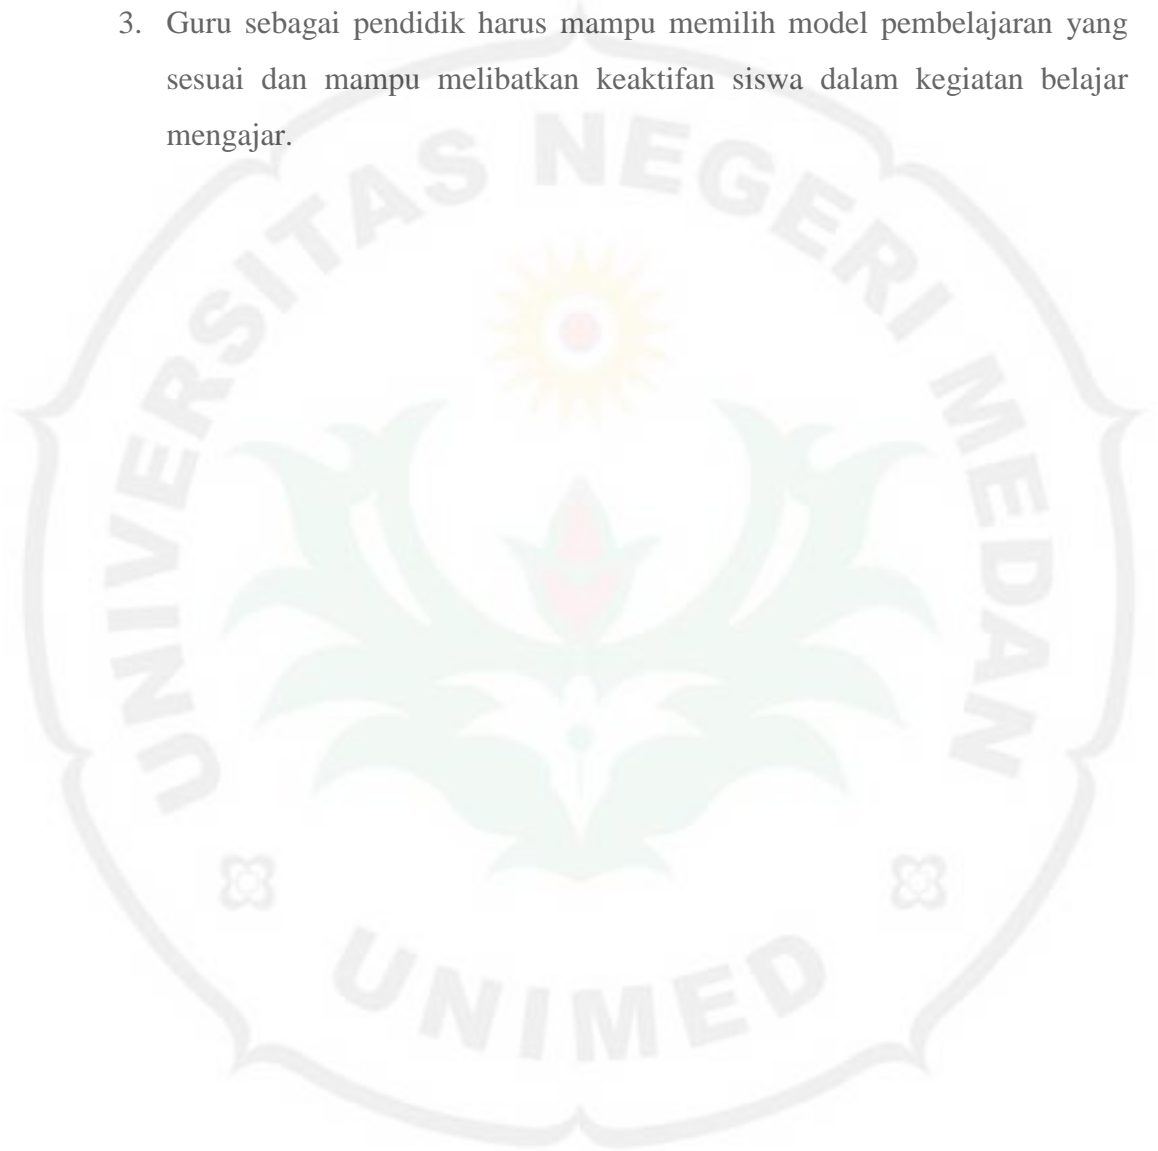 3. Guru sebagai pendidik harus mampu memilih model pembelajaran yang
sesuai dan mampu melibatkan keaktifan siswa dalam kegiatan belajar
mengajar.
UNIVERSITAS NEGERI MEDAN
UNIMED